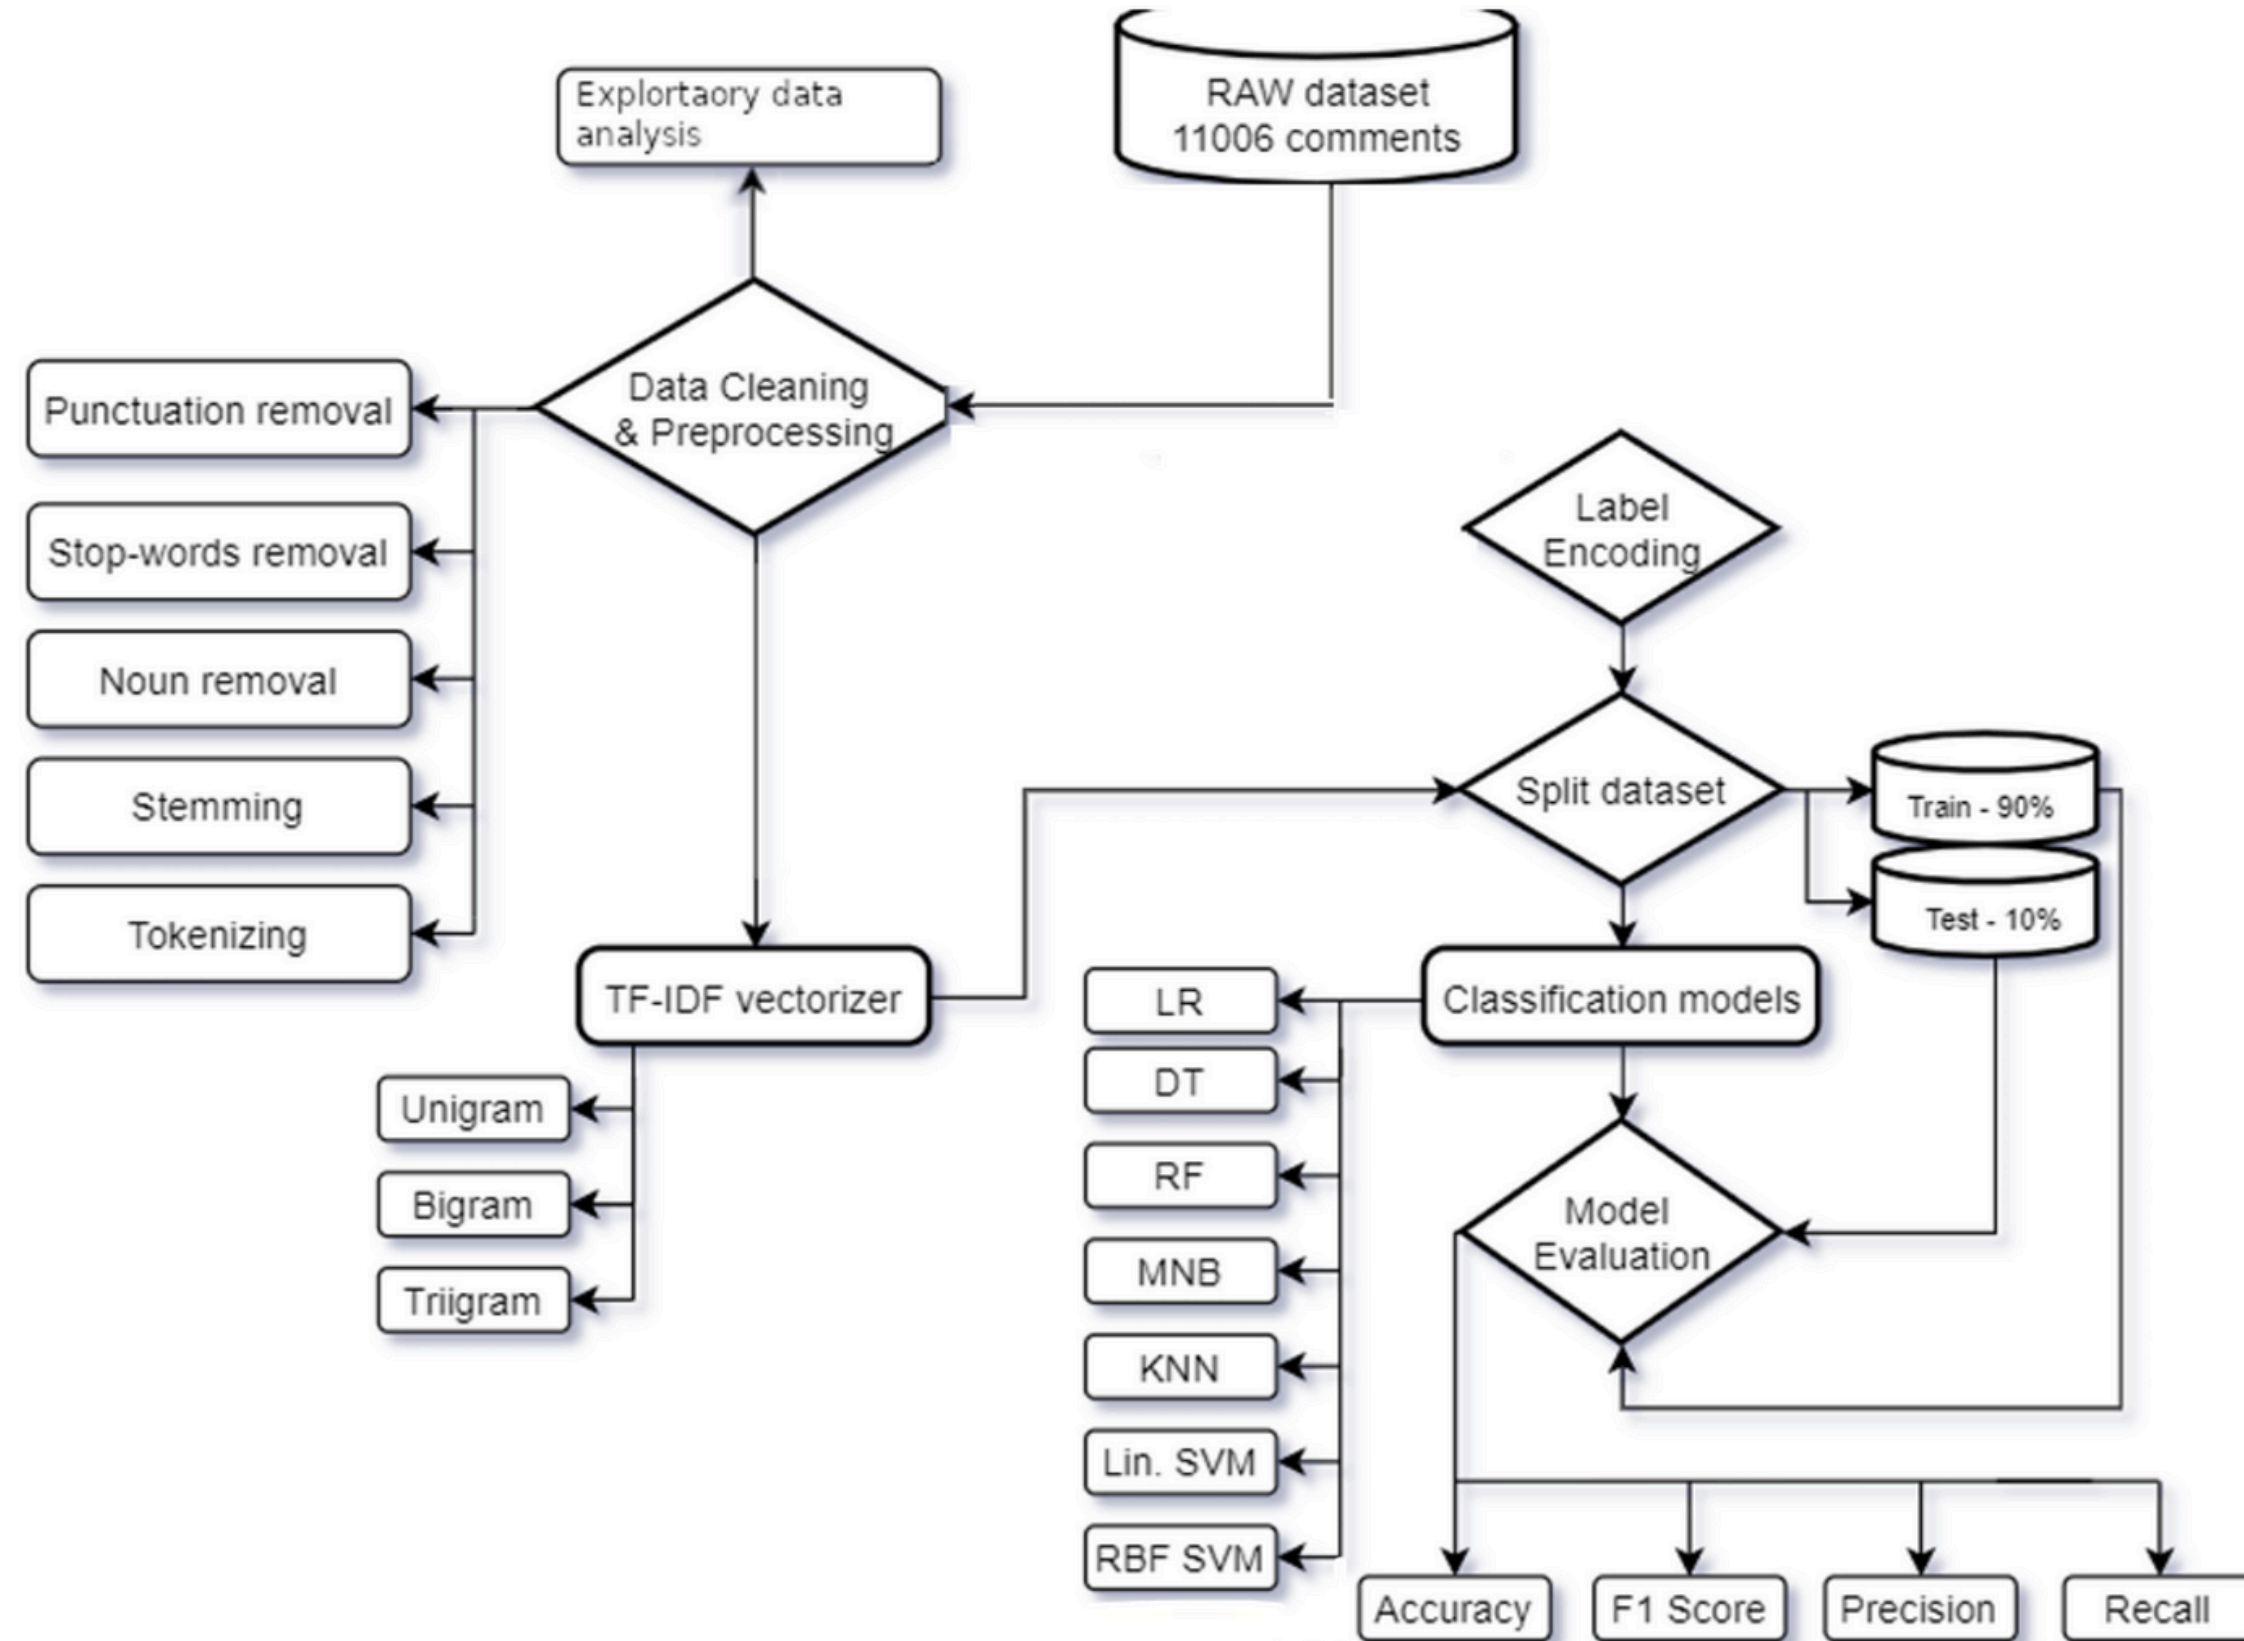 Explortaory data
analysis
RAW dataset
11006 comments
Data Cleaning
& Preprocessing
Punctuation removal
Stop-words removal
Noun removal
Stemming
Tokenizing
Label
Encoding
Split dataset
Train - 90%
Test - 10%
TF-IDF vectorizer
Unigram
Bigram
Triigram
Classification models
LR
DT
RF
MNB
KNN
Lin. SVM
RBF SVM
Model
Evaluation
Accuracy
F1 Score
Precision
Recall